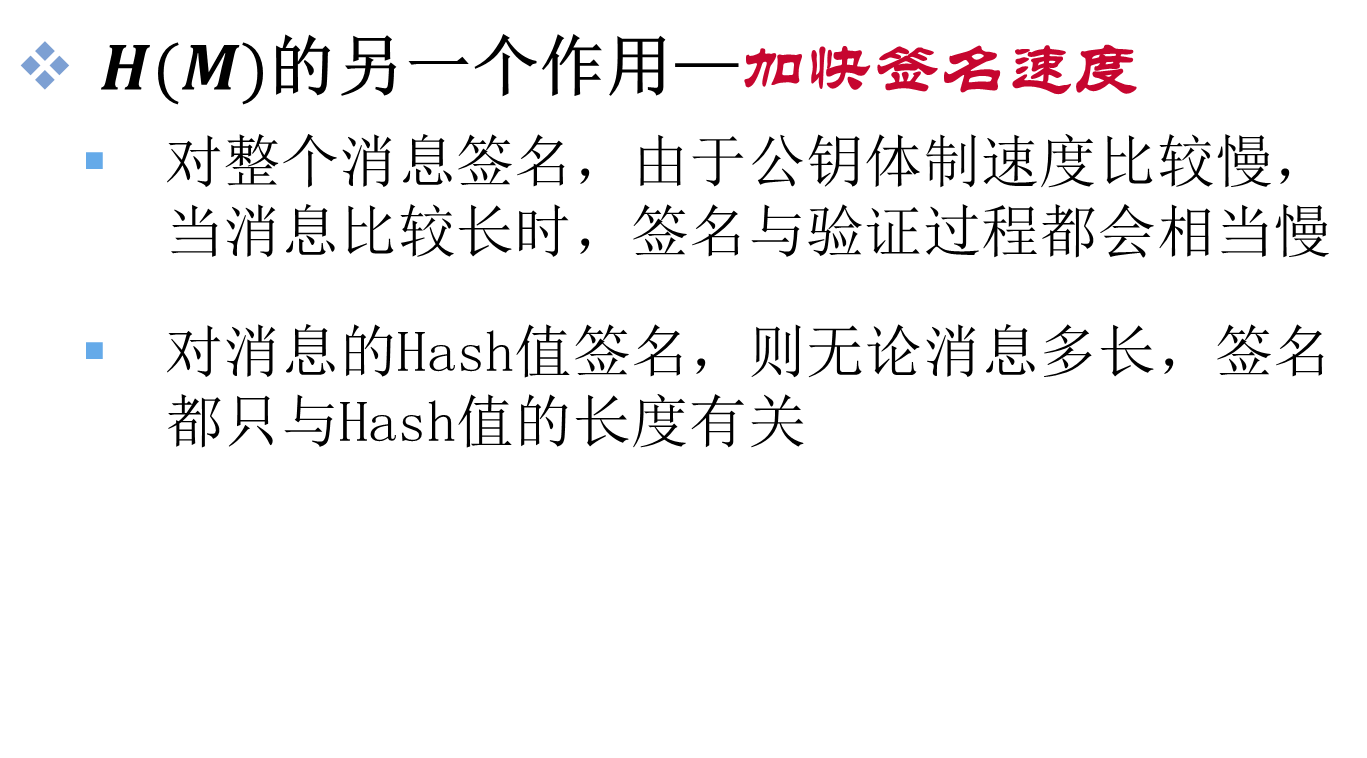 H(M)的另一个作用—加快签名速度
对整个消息签名，由于公钥体制速度比较慢，
当消息比较长时，签名与验证过程都会相当慢
对消息的Hash值签名，则无论消息多长，签名
都只与Hash值的长度有关